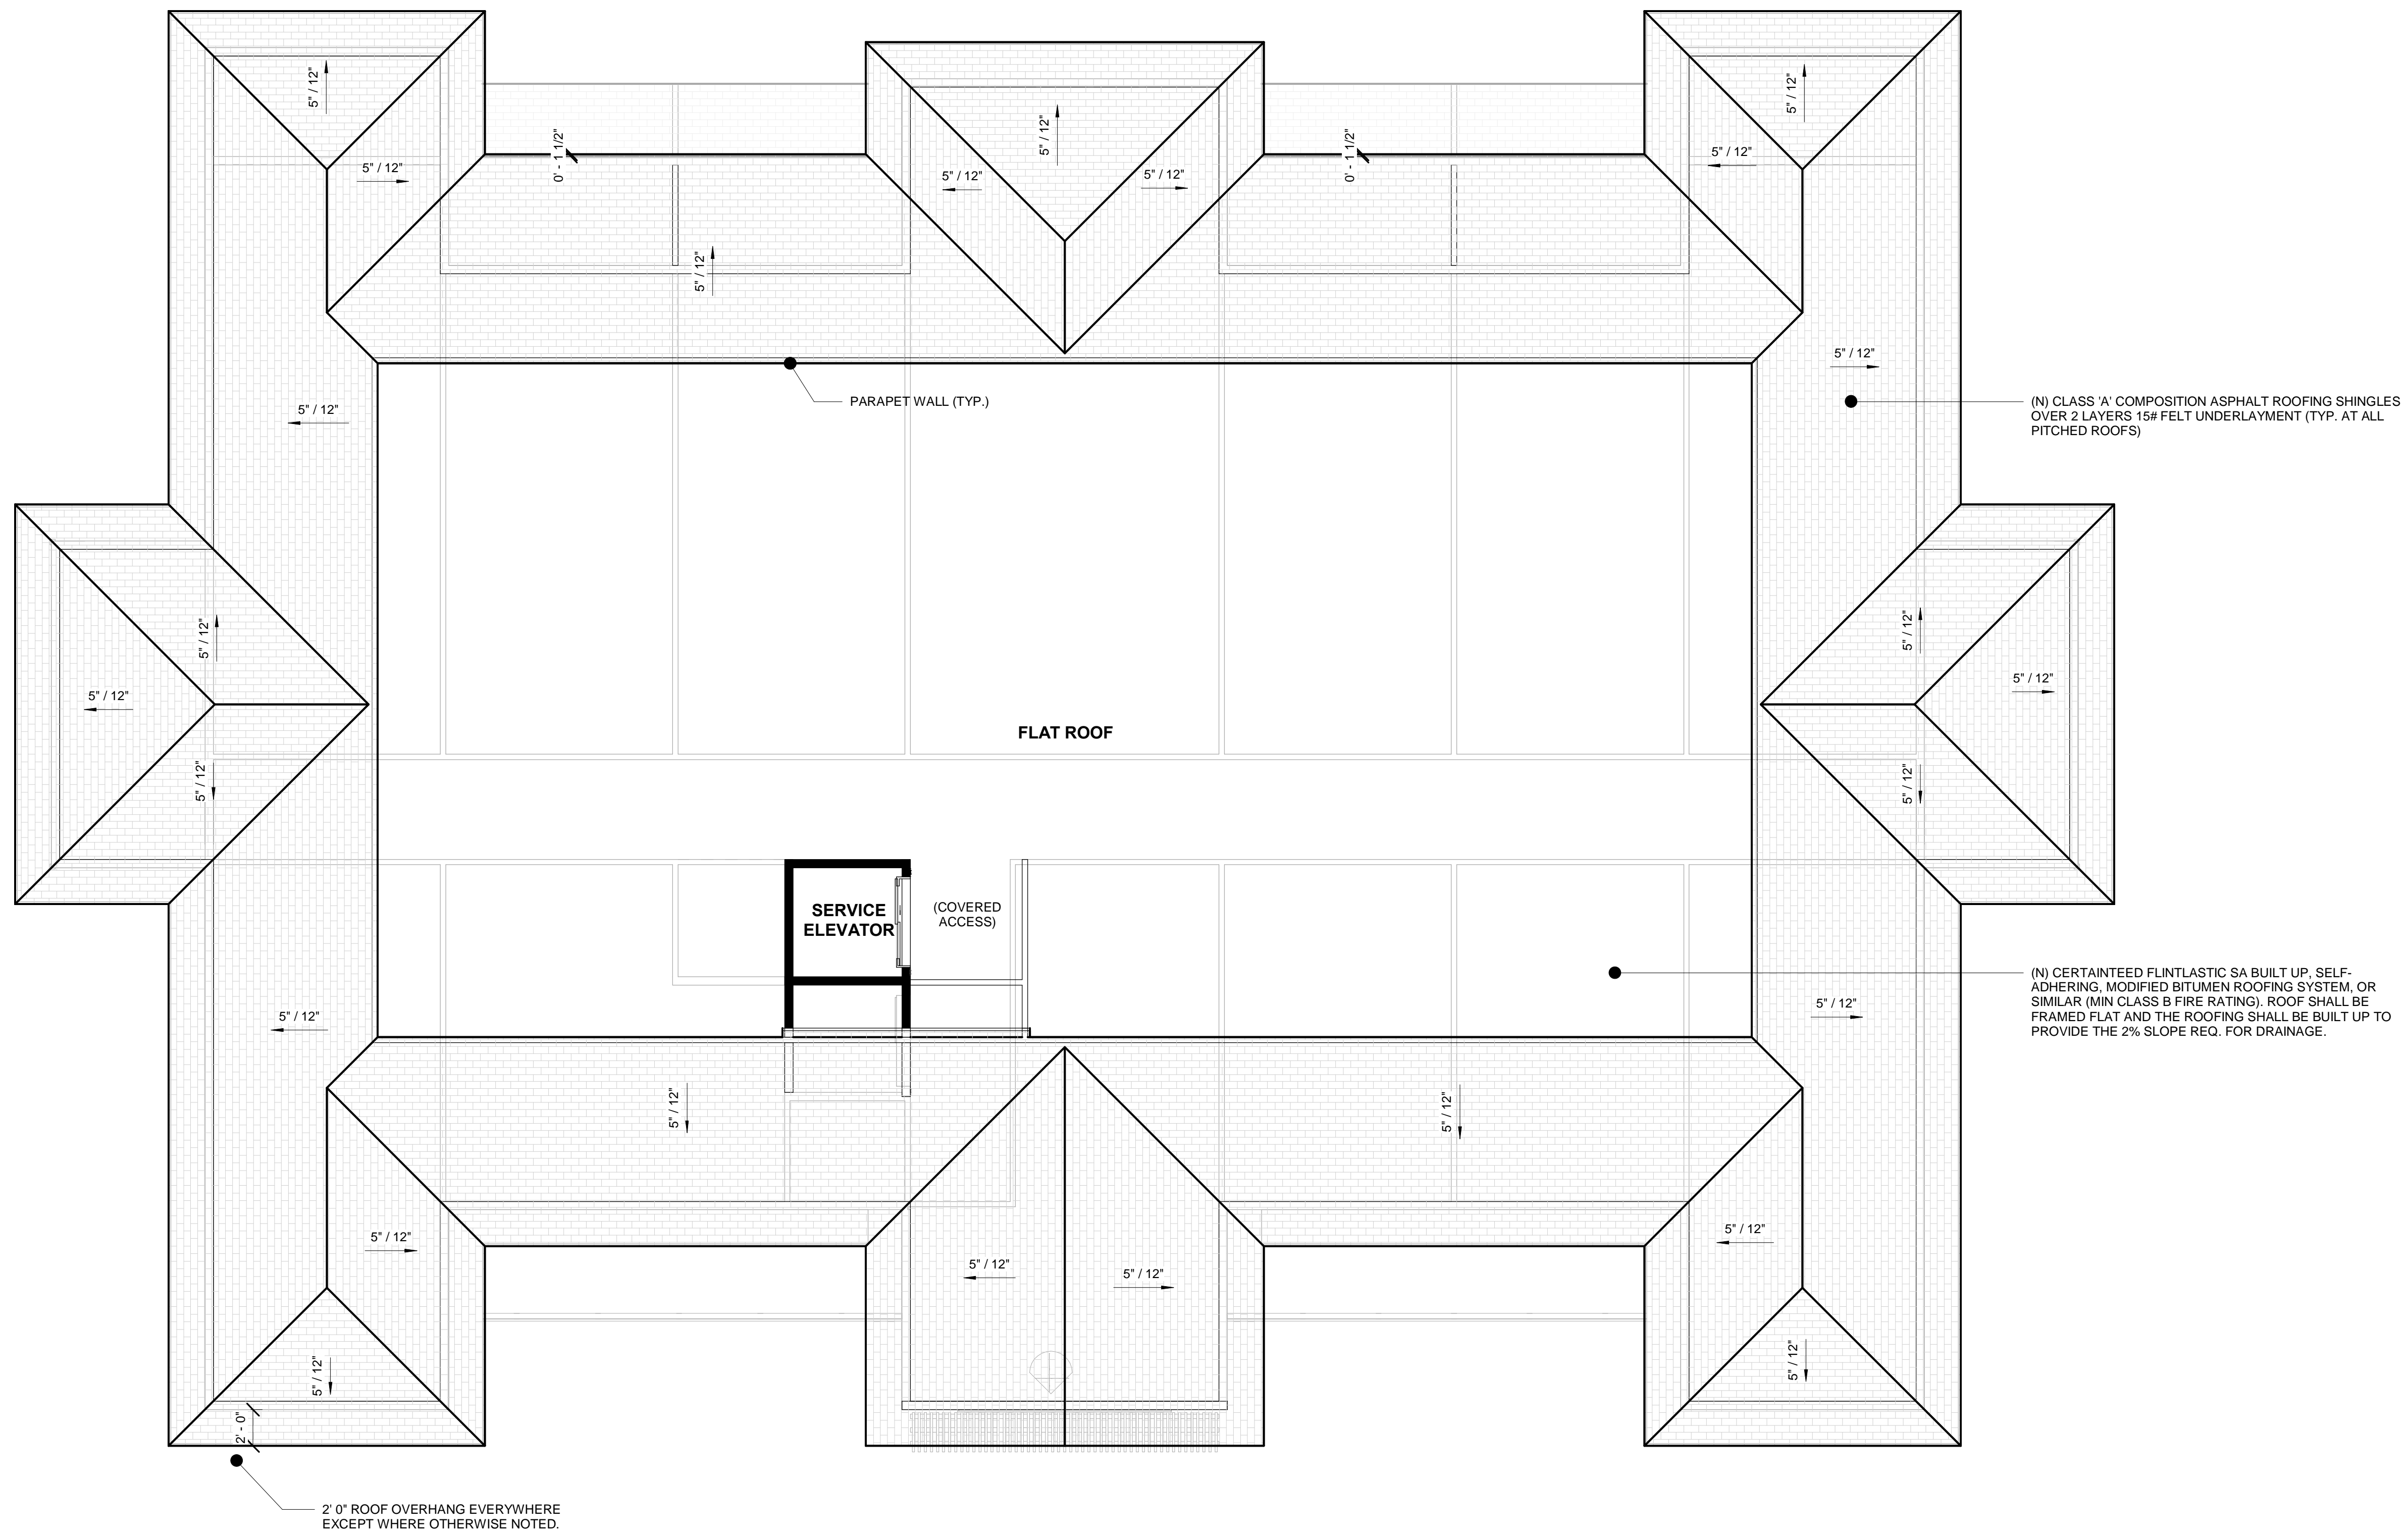 5" / 12"
5" / 12"
5" / 12"
0' - 1 1/2"
0' - 1 1/2"
5" / 12"
5" / 12"
5" / 12"
5" / 12"
5" / 12"
5" / 12"
5" / 12"
5" / 12"
PARAPET WALL (TYP.)
(N) CLASS 'A' COMPOSITION ASPHALT ROOFING SHINGLES
OVER 2 LAYERS 15# FELT UNDERLAYMENT (TYP. AT ALL
PITCHED ROOFS)
5" / 12"
5" / 12"
5" / 12"
5" / 12"
FLAT ROOF
5" / 12"
5" / 12"
SERVICE
ELEVATOR
(COVERED
ACCESS)
(N) CERTAINTEED FLINTLASTIC SA BUILT UP, SELF-
ADHERING, MODIFIED BITUMEN ROOFING SYSTEM, OR
SIMILAR (MIN CLASS B FIRE RATING). ROOF SHALL BE
FRAMED FLAT AND THE ROOFING SHALL BE BUILT UP TO
PROVIDE THE 2% SLOPE REQ. FOR DRAINAGE.
5" / 12"
5" / 12"
5" / 12"
5" / 12"
5" / 12"
5" / 12"
5" / 12"
5" / 12"
5" / 12"
5" / 12"
2' - 0"
2' 0" ROOF OVERHANG EVERYWHERE
EXCEPT WHERE OTHERWISE NOTED.